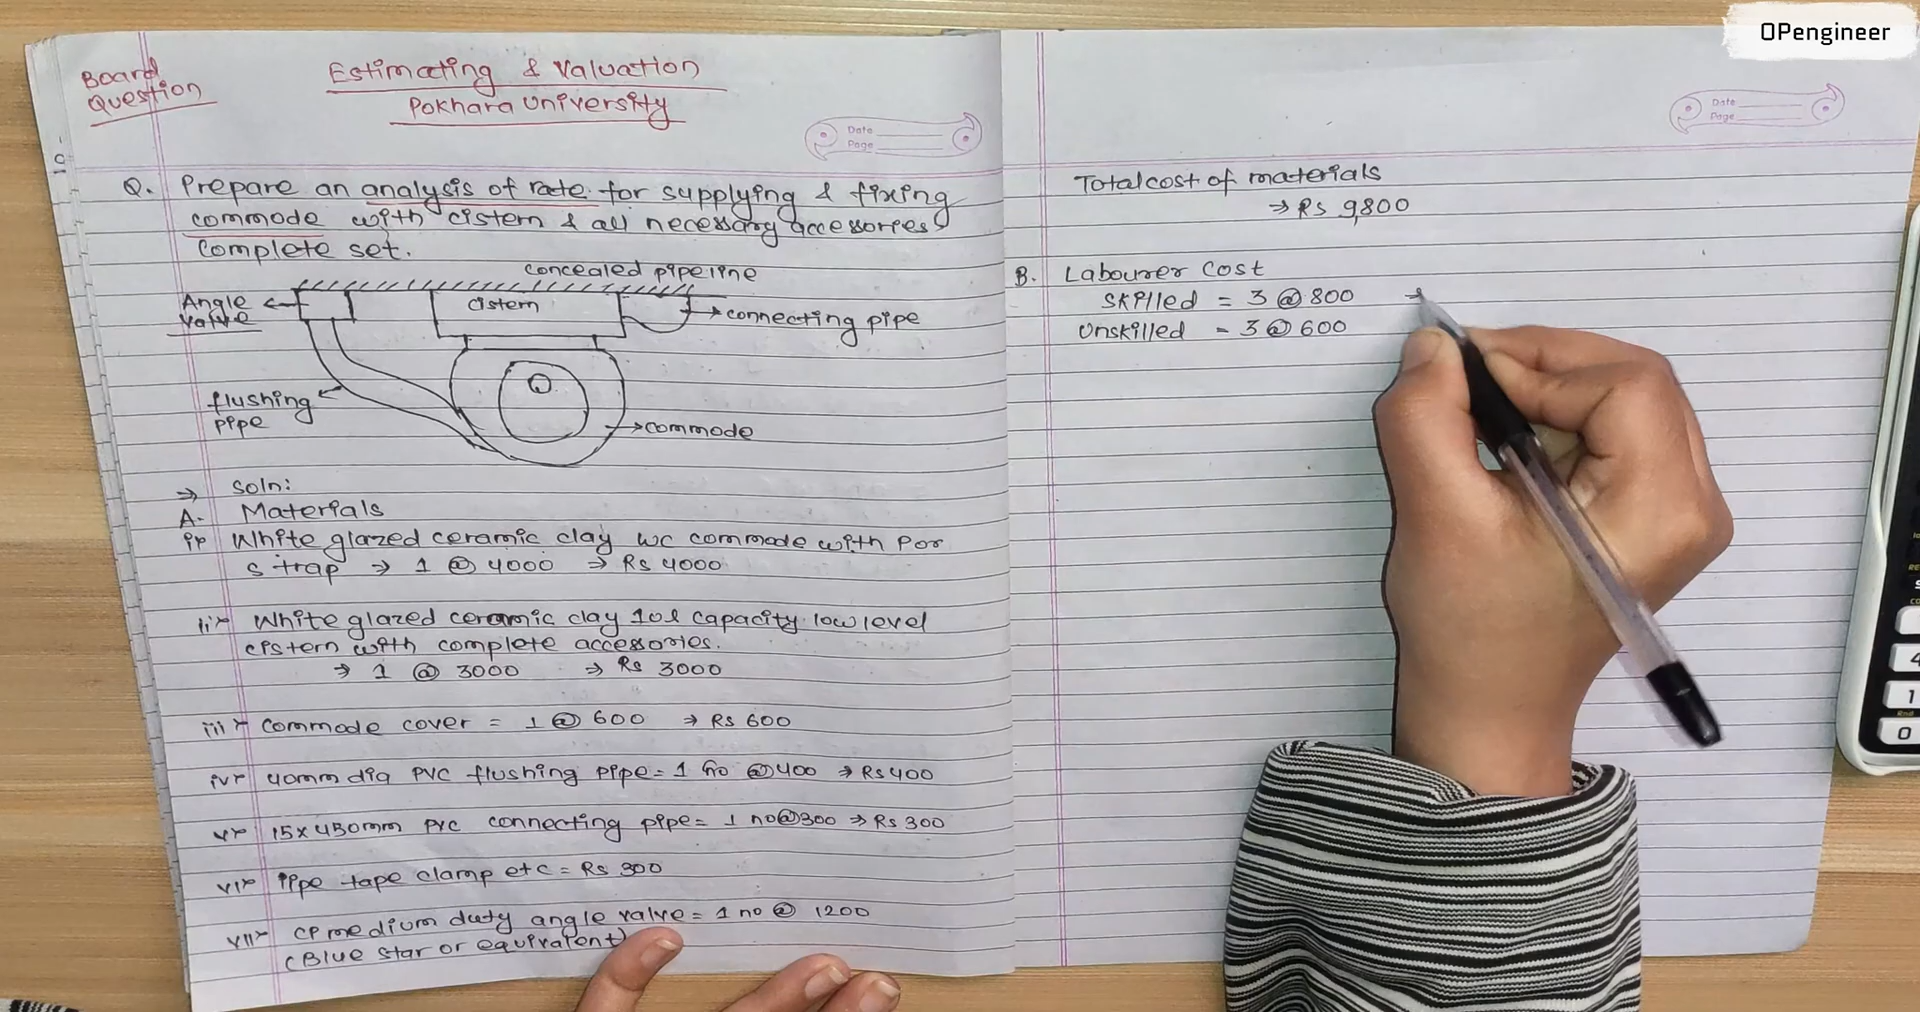 OPengineer
Board
Question
Estimating & Valuation
Pokhara University
Date
Page
Q. Prepare an analysis of rate for supplying & fixing
commode with cistern & all necessary accessories
complete set.
concealed pipeline
Angle
valve
cistern
connecting pipe
flushing
pipe
commode
⇒ Soln:
A. Materials
i> White glazed ceramic clay wc commode with P or
S trap → 1 @ 4000 ⇒ Rs 4000
ii> White glazed ceramic clay 10l capacity low level
cistern with complete accessories.
→ 1 @ 3000 ⇒ Rs 3000
iii> commode cover = 1 @ 600 ⇒ Rs 600
iv> 40mm dia PVC flushing pipe = 1 no @ 400 ⇒ Rs 400
v> 15x450mm PVC connecting pipe = 1 no @ 300 ⇒ Rs 300
vi> Pipe tape clamp etc = Rs 300
vii> CP medium duty angle valve = 1 no @ 1200
(Blue star or equivalent)
Date
Page
Total cost of materials
⇒ Rs 9,800
B. Labourer cost
Skilled = 3 @ 800 →
Unskilled = 3 @ 600
4
1
0